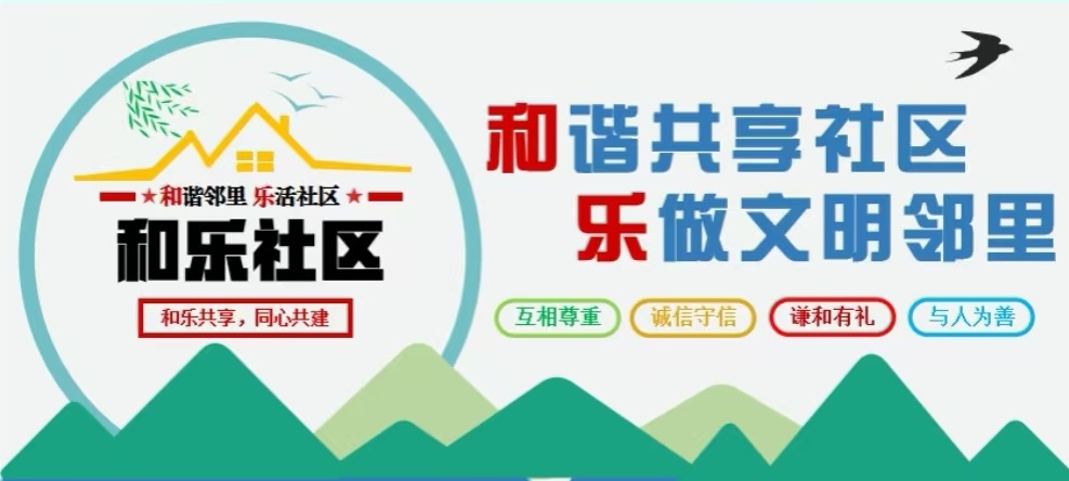 ★和谐邻里 乐活社区★
和乐社区
和乐共享，同心共建
和谐共享社区
乐做文明邻里
互相尊重 诚信守信 谦和有礼 与人为善